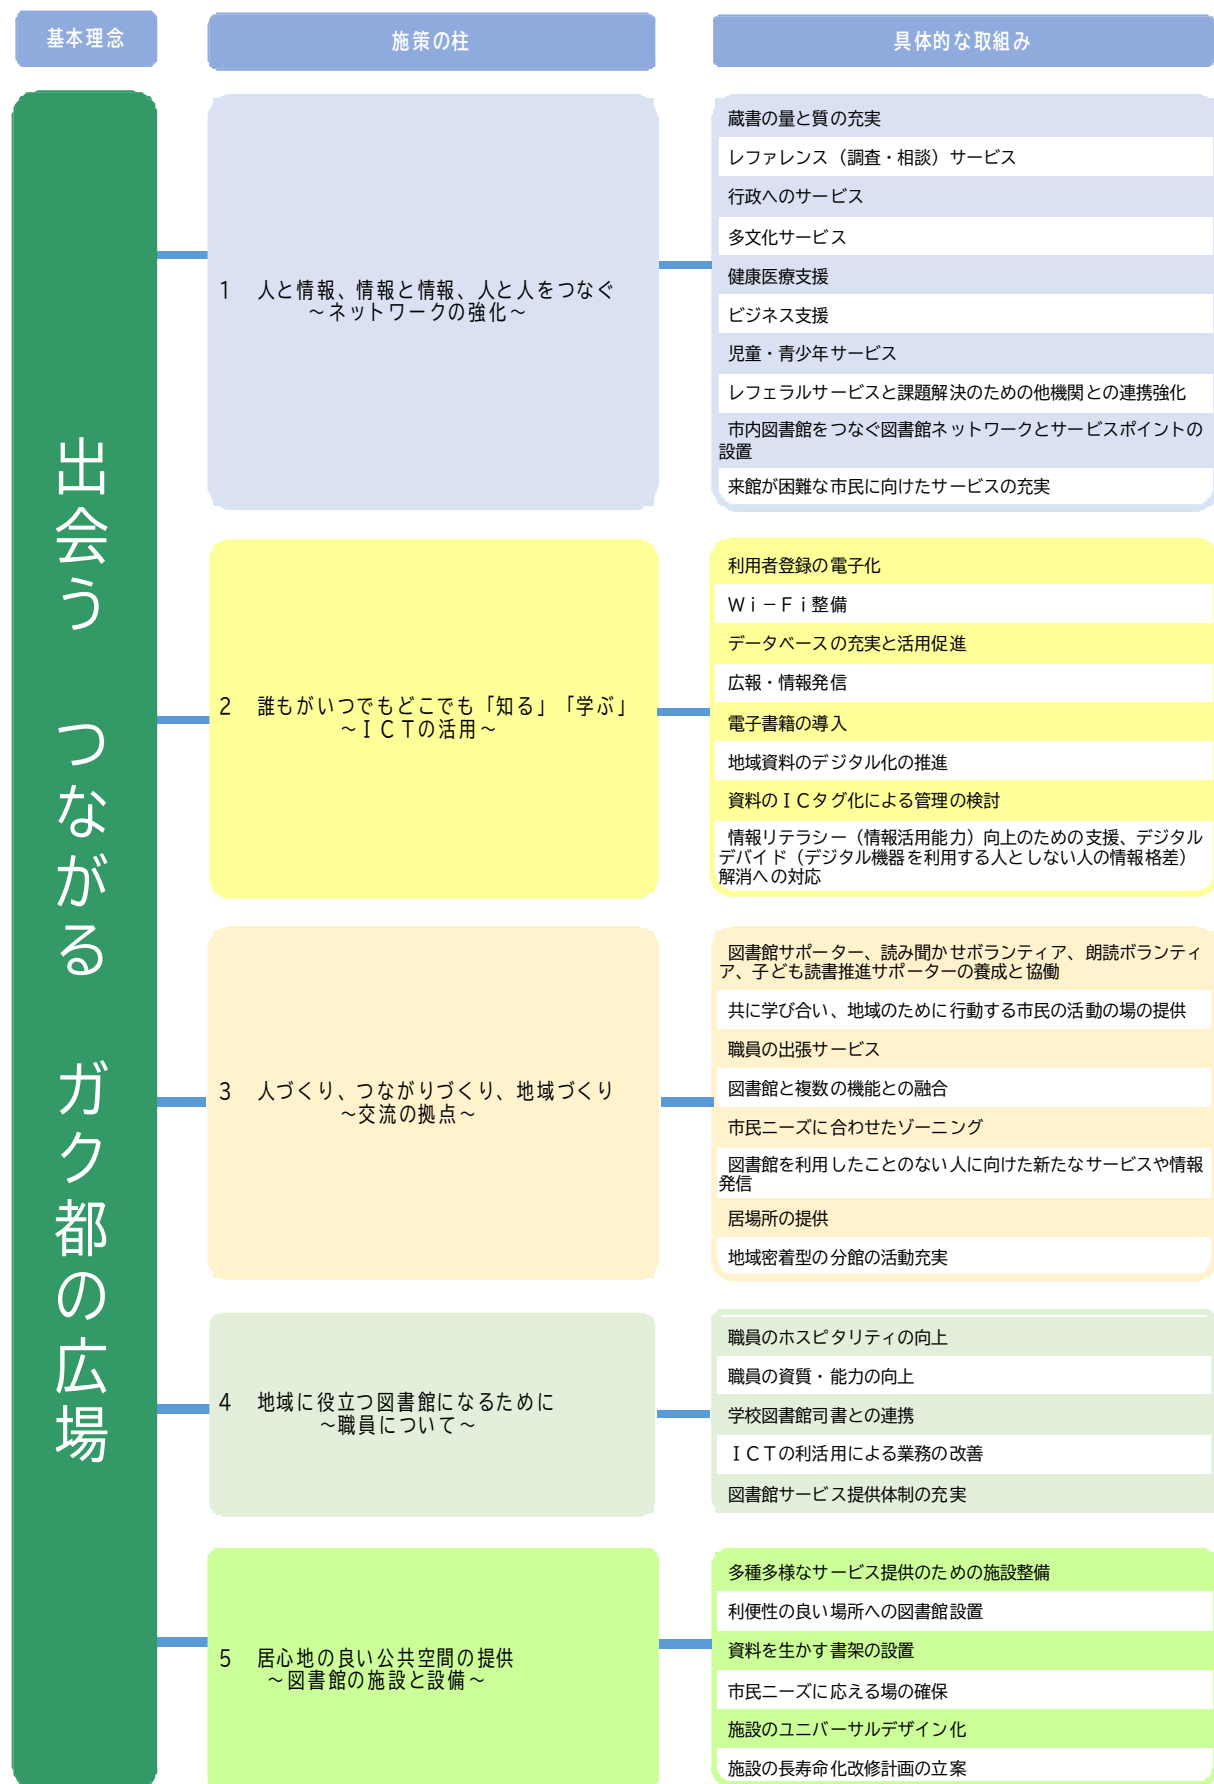 基本理念
施策の柱
具体的な取組み
出会う　つながる　ガク都の広場
1　人と情報、情報と情報、人と人をつなぐ
～ネットワークの強化～
蔵書の量と質の充実
レファレンス（調査・相談）サービス
行政へのサービス
多文化サービス
健康医療支援
ビジネス支援
児童・青少年サービス
レフェラルサービスと課題解決のための他機関との連携強化
市内図書館をつなぐ図書館ネットワークとサービスポイントの
設置
来館が困難な市民に向けたサービスの充実
2　誰もがいつでもどこでも「知る」「学ぶ」
～ＩＣＴの活用～
利用者登録の電子化
Ｗｉ－Ｆｉ整備
データベースの充実と活用促進
広報・情報発信
電子書籍の導入
地域資料のデジタル化の推進
資料のＩＣタグ化による管理の検討
情報リテラシー（情報活用能力）向上のための支援、デジタル
デバイド（デジタル機器を利用する人としない人の情報格差）
解消への対応
3　人づくり、つながりづくり、地域づくり
～交流の拠点～
図書館サポーター、読み聞かせボランティア、朗読ボランティ
ア、子ども読書推進サポーターの養成と協働
共に学び合い、地域のために行動する市民の活動の場の提供
職員の出張サービス
図書館と複数の機能との融合
市民ニーズに合わせたゾーニング
図書館を利用したことのない人に向けた新たなサービスや情報
発信
居場所の提供
地域密着型の分館の活動充実
4　地域に役立つ図書館になるために
～職員について～
職員のホスピタリティの向上
職員の資質・能力の向上
学校図書館司書との連携
ＩＣＴの利活用による業務の改善
図書館サービス提供体制の充実
5　居心地の良い公共空間の提供
～図書館の施設と設備～
多種多様なサービス提供のための施設整備
利便性の良い場所への図書館設置
資料を生かす書架の設置
市民ニーズに応える場の確保
施設のユニバーサルデザイン化
施設の長寿命化改修計画の立案